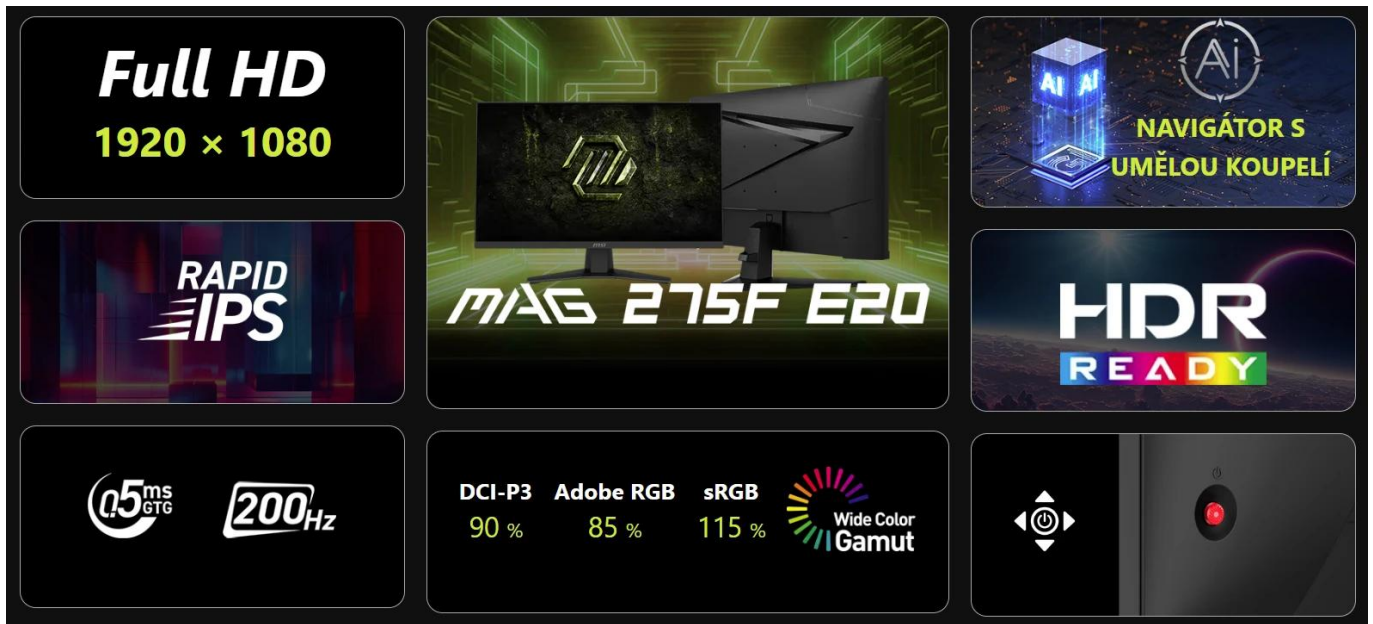 Full HD
1920 × 1080
RAPID
IPS
0.5ms
GTG
200Hz
MAG 275F E20
DCI-P3 Adobe RGB sRGB
90 % 85 % 115 %
Wide Color
Gamut
AI AI
Ai
NAVIGÁTOR S
UMĚLOU KOUPELÍ
HDR
READY